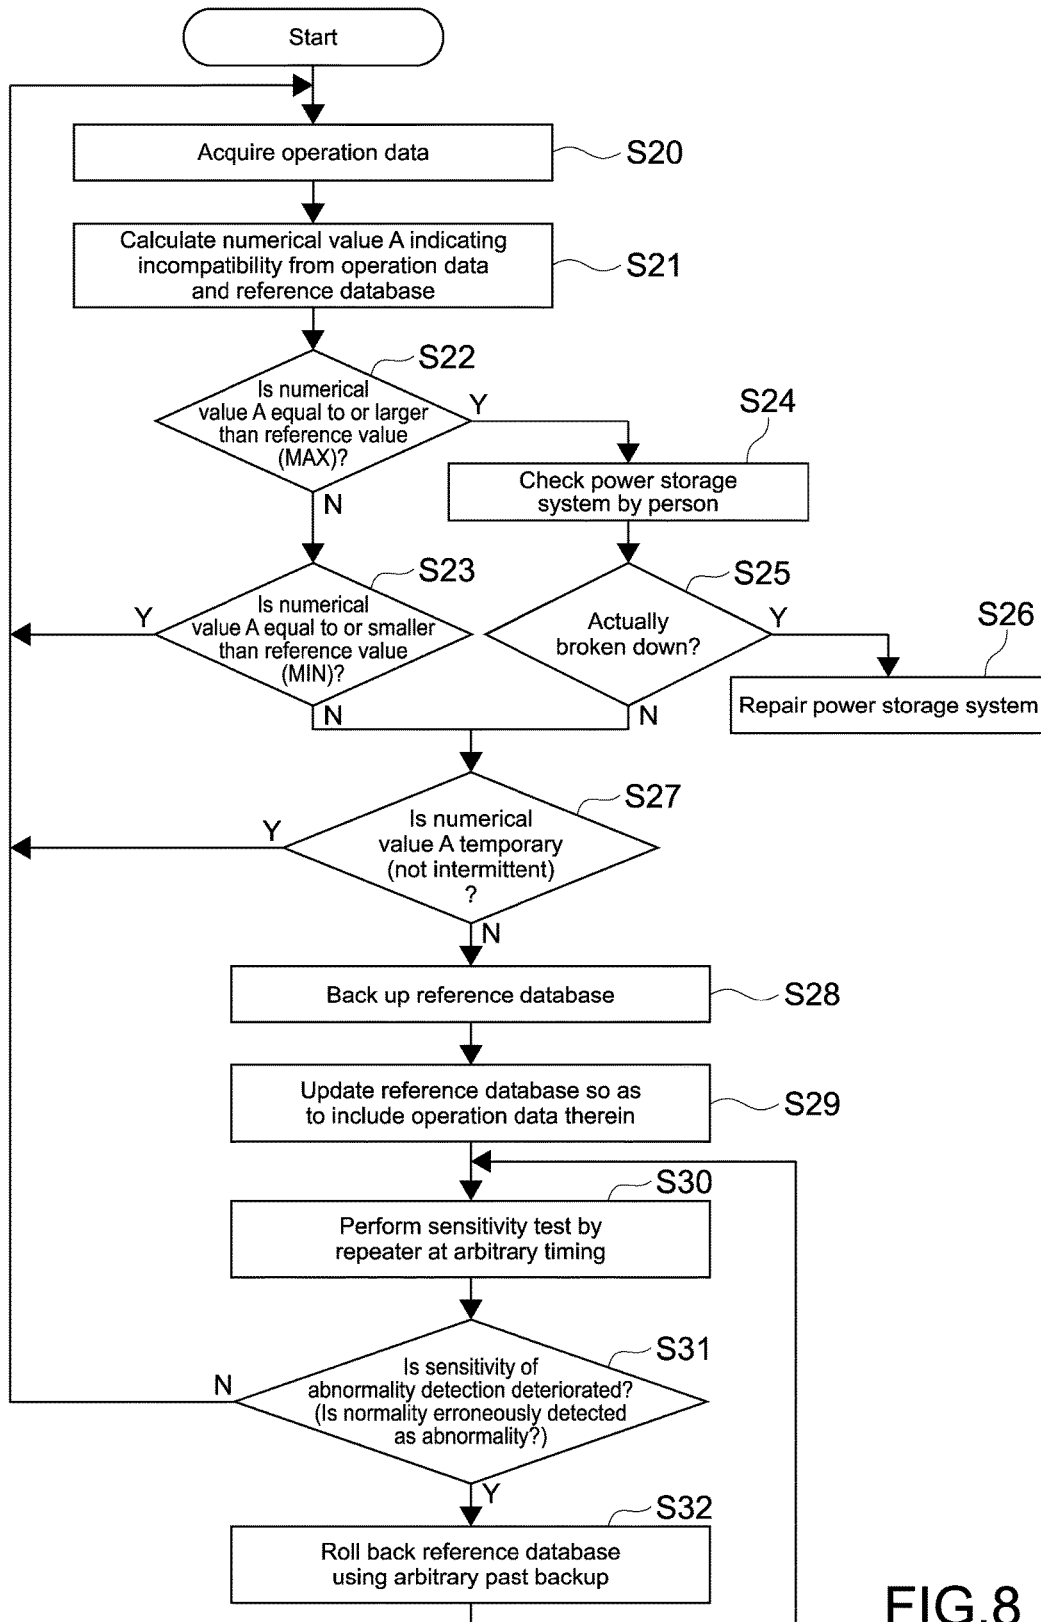 Start
Acquire operation data
S20
Calculate numerical value A indicating
incompatibility from operation data
and reference database
S21
S22
Is numerical
value A equal to or larger
than reference value
(MAX)?
Y
N
S24
Check power storage
system by person
S23
Is numerical
value A equal to or smaller
than reference value
(MIN)?
Y
N
S25
Actually
broken down?
Y
N
S26
Repair power storage system
S27
Is numerical
value A temporary
(not intermittent)
?
Y
N
Back up reference database
S28
Update reference database so as
to include operation data therein
S29
S30
Perform sensitivity test by
repeater at arbitrary timing
S31
Is sensitivity of
abnormality detection deteriorated?
(Is normality erroneously detected
as abnormality?)
N
Y
S32
Roll back reference database
using arbitrary past backup
FIG.8